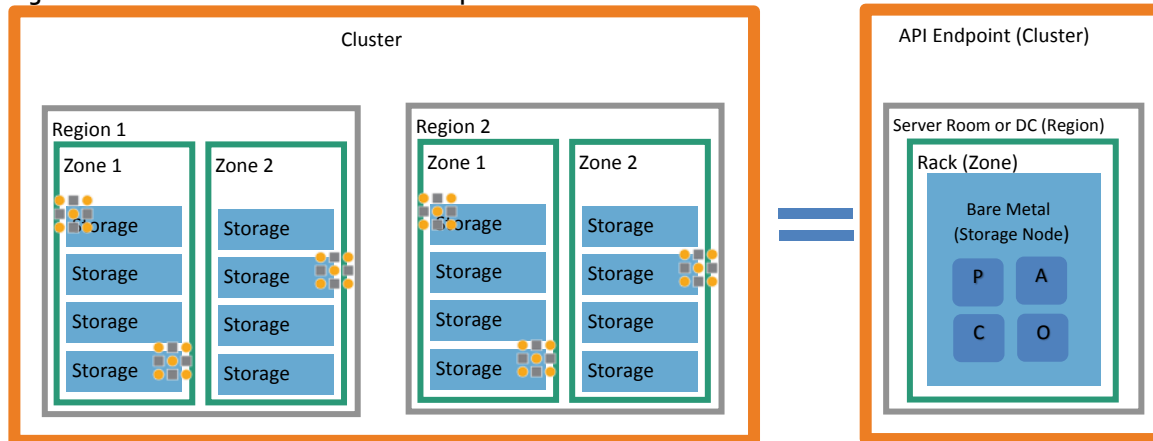 Cluster
Region 1
Zone 1
Zone 2
Storage
Storage
Storage
Storage
Storage
Storage
Storage
Storage
Region 2
Zone 1
Zone 2
Storage
Storage
Storage
Storage
Storage
Storage
Storage
Storage
API Endpoint (Cluster)
Server Room or DC (Region)
Rack (Zone)
Bare Metal
(Storage Node)
P A
C O